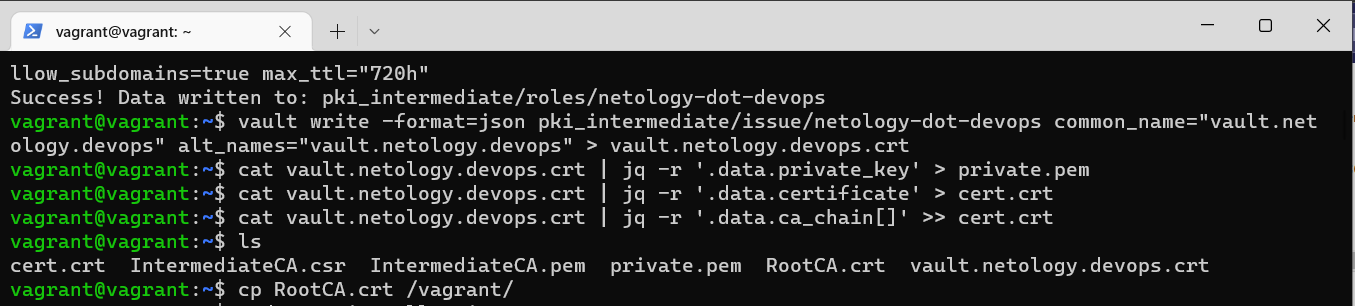 vagrant@vagrant: ~
llow_subdomains=true max_ttl="720h"
Success! Data written to: pki_intermediate/roles/netology-dot-devops
vagrant@vagrant:~$ vault write -format=json pki_intermediate/issue/netology-dot-devops common_name="vault.net
ology.devops" alt_names="vault.netology.devops" > vault.netology.devops.crt
vagrant@vagrant:~$ cat vault.netology.devops.crt | jq -r '.data.private_key' > private.pem
vagrant@vagrant:~$ cat vault.netology.devops.crt | jq -r '.data.certificate' > cert.crt
vagrant@vagrant:~$ cat vault.netology.devops.crt | jq -r '.data.ca_chain[]' >> cert.crt
vagrant@vagrant:~$ ls
cert.crt  IntermediateCA.csr  IntermediateCA.pem  private.pem  RootCA.crt  vault.netology.devops.crt
vagrant@vagrant:~$ cp RootCA.crt /vagrant/